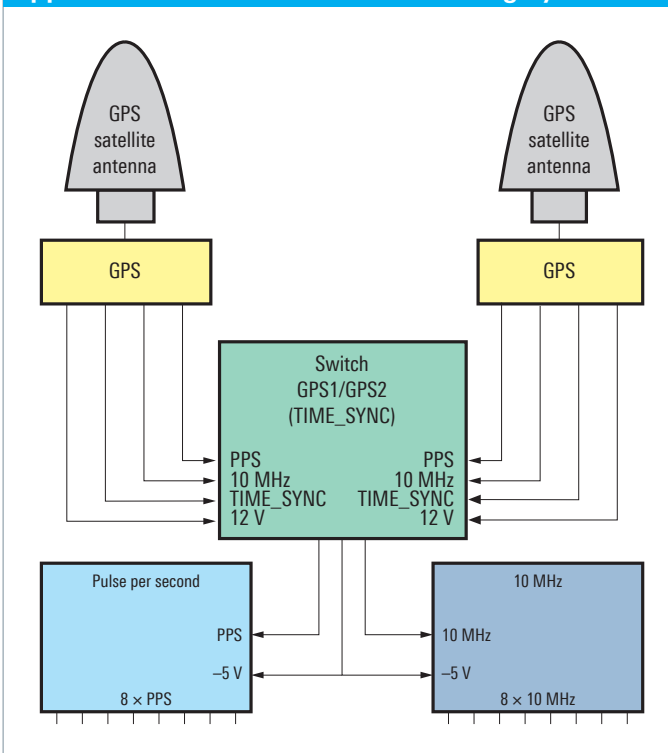 GPS
satellite
antenna
GPS
satellite
antenna
GPS
GPS
Switch
GPS1/GPS2
(TIME_SYNC)
PPS PPS
10 MHz 10 MHz
TIME_SYNC TIME_SYNC
12 V 12 V
Pulse per second
PPS
–5 V
8 × PPS
10 MHz
10 MHz
–5 V
8 × 10 MHz